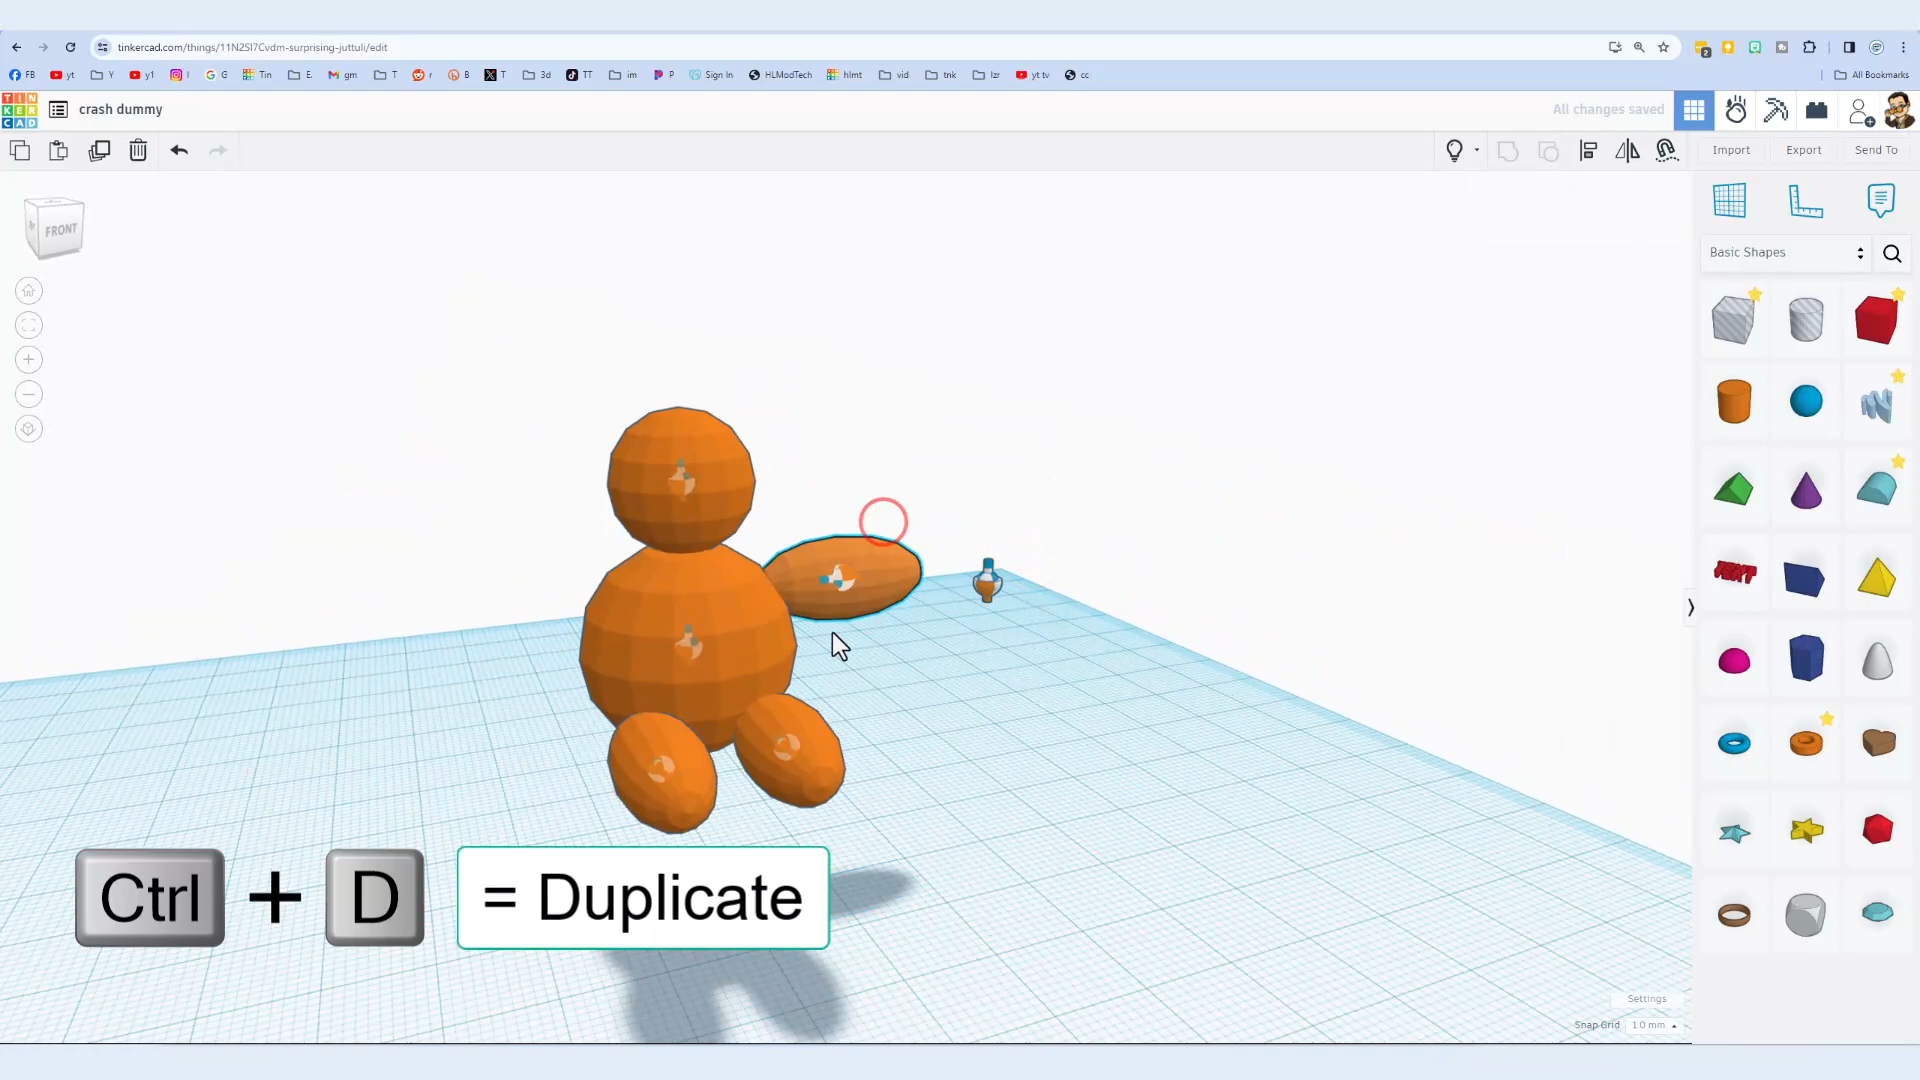 tinkercad.com/things/11N2SI7Cvdm-surprising-juttuli/edit
2
FB
yt
Y
y1
I
G
Tin
E.
gm
T
r
B
T
3d
TT
im
P
Sign In
HLModTech
hlmt
vid
tnk
lzr
yt tv
cc
All Bookmarks
TIN
KER
CAD
crash dummy
All changes saved
Import
Export
Send To
FRONT
Basic Shapes
TEXT
Ctrl + D = Duplicate
Settings
Snap Grid 1.0 mm